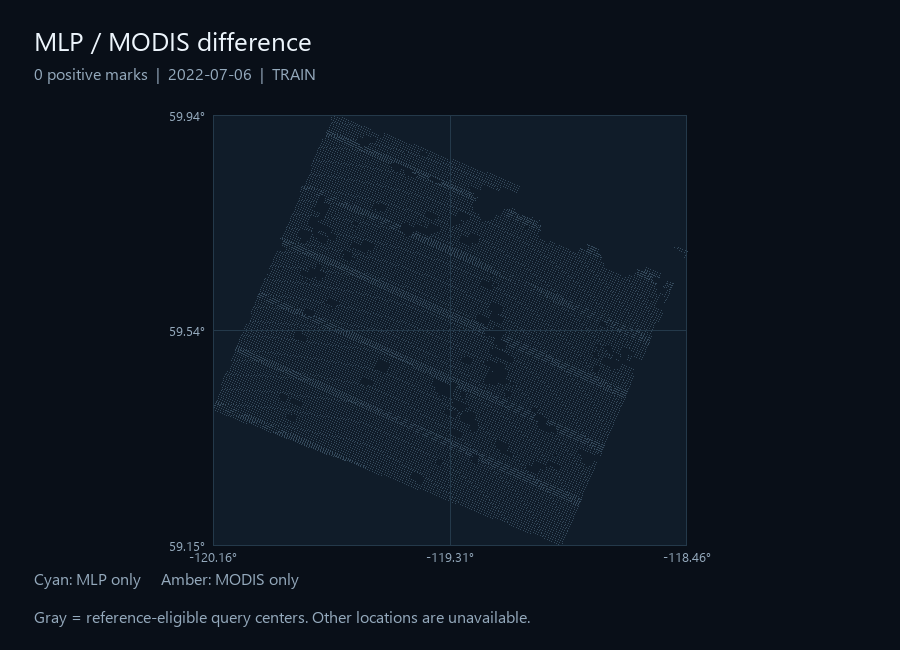 MLP / MODIS difference
0 positive marks | 2022-07-06 | TRAIN
59.94°
59.54°
59.15°
-120.16° -119.31° -118.46°
Cyan: MLP only Amber: MODIS only
Gray = reference-eligible query centers. Other locations are unavailable.